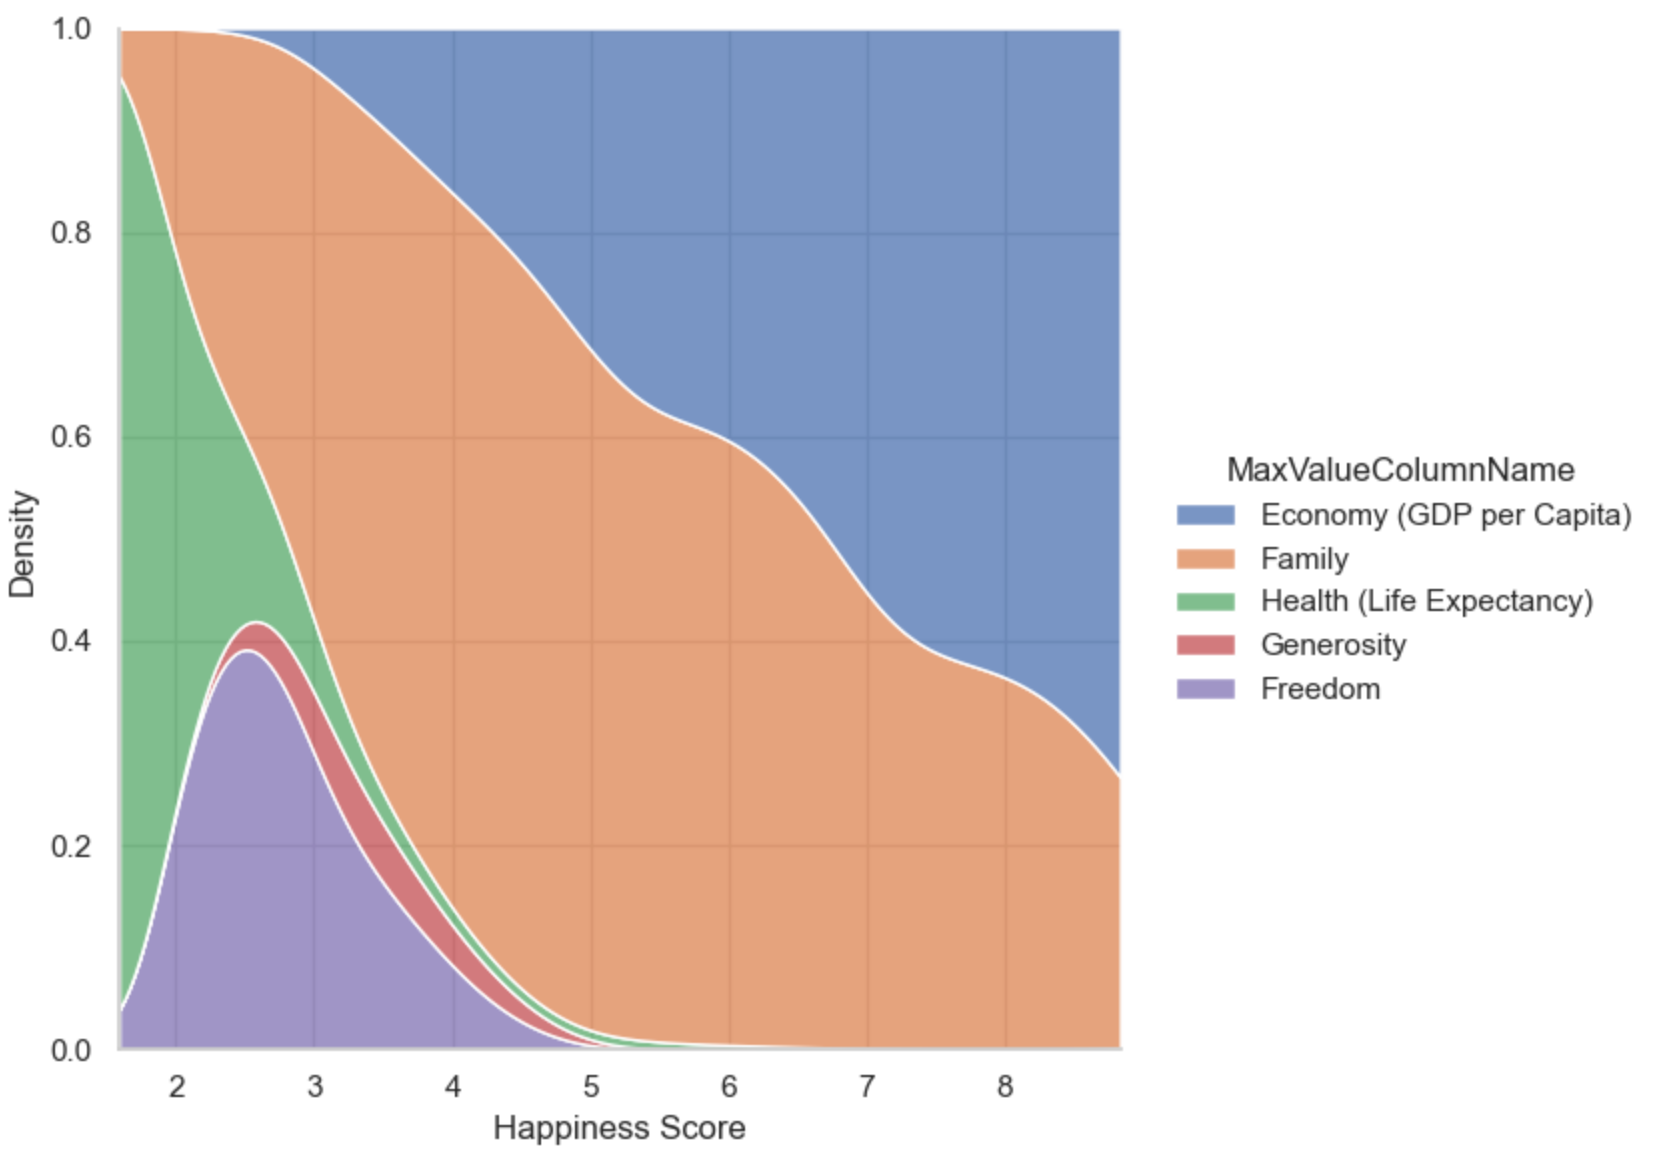 1.0
0.8
0.6
0.4
0.2
0.0
Density
2 3 4 5 6 7 8
Happiness Score
MaxValueColumnName
Economy (GDP per Capita)
Family
Health (Life Expectancy)
Generosity
Freedom